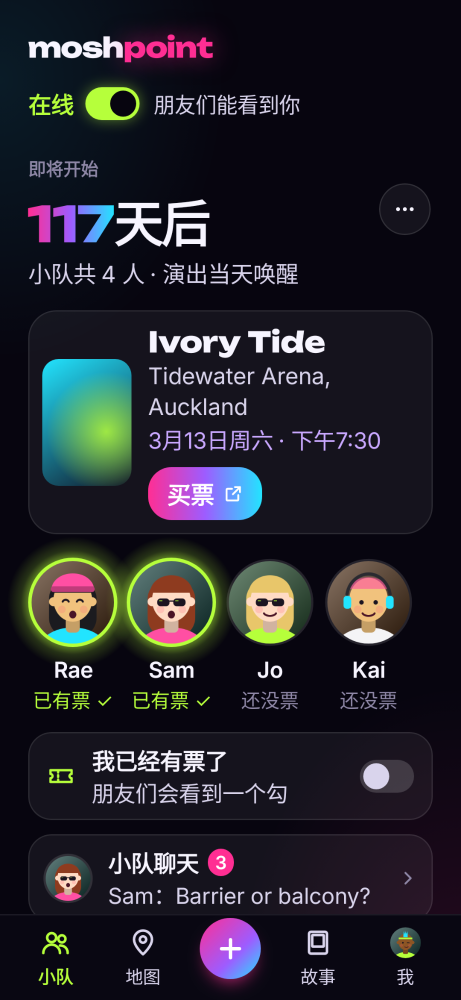 moshpoint
在线 朋友们能看到你
即将开始
117天后
小队共 4 人 · 演出当天唤醒
Ivory Tide
Tidewater Arena,
Auckland
3月13日周六 · 下午7:30
买票
Rae Sam Jo Kai
已有票 ✓ 已有票 ✓ 还没票 还没票
我已经有票了
朋友们会看到一个勾
小队聊天 3
Sam：Barrier or balcony?
小队 地图 故事 我